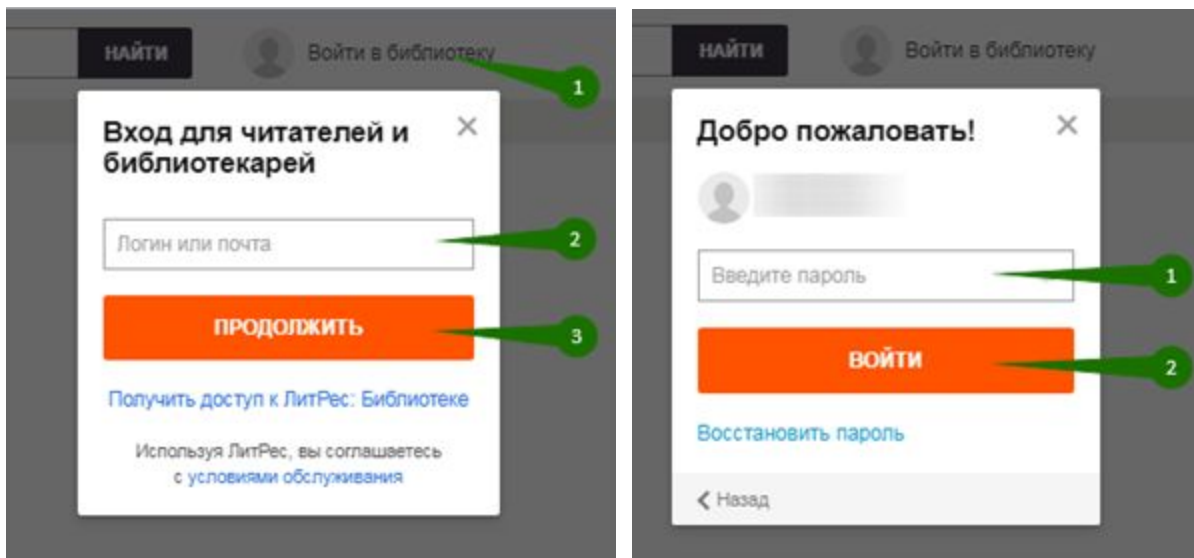 НАЙТИ
Войти в библиотеку
1
Вход для читателей и
библиотекарей
Логин или почта
2
ПРОДОЛЖИТЬ
3
Получить доступ к ЛитРес: Библиотеке
Используя ЛитРес, вы соглашаетесь
с условиями обслуживания
НАЙТИ
Войти в библиотеку
Добро пожаловать!
Введите пароль
1
ВОЙТИ
2
Восстановить пароль
Назад